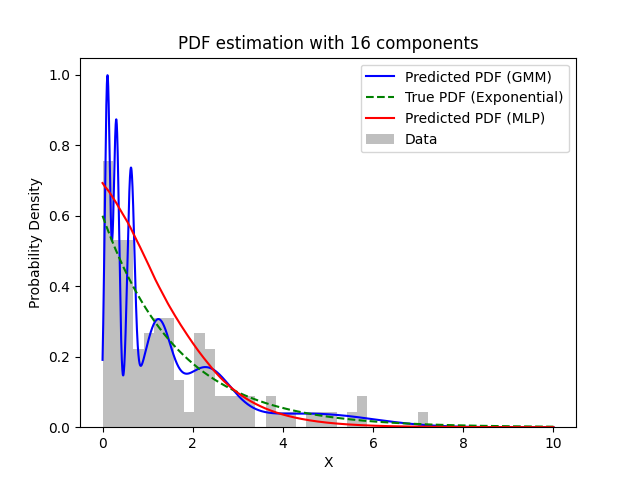 PDF estimation with 16 components
Probability Density
1.0
0.8
0.6
0.4
0.2
0.0
0
2
4
6
8
10
X
Predicted PDF (GMM)
True PDF (Exponential)
Predicted PDF (MLP)
Data